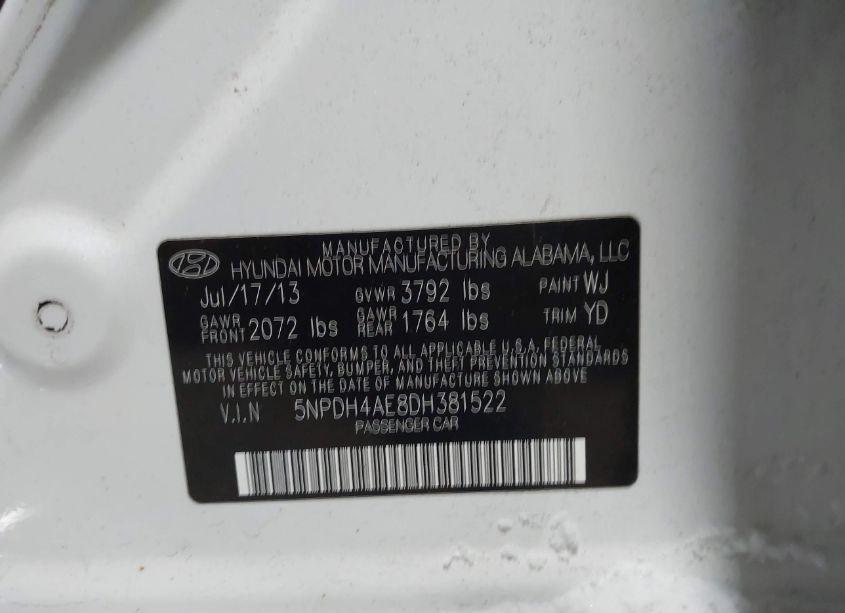 MANUFACTURED BY
HYUNDAI MOTOR MANUFACTURING ALABAMA, LLC
Jul/17/13 GVWR 3792 lbs PAINT WJ
GAWR FRONT 2072 lbs GAWR REAR 1764 lbs TRIM YD
THIS VEHICLE CONFORMS TO ALL APPLICABLE U.S.A. FEDERAL
MOTOR VEHICLE SAFETY, BUMPER, AND THEFT PREVENTION STANDARDS
IN EFFECT ON THE DATE OF MANUFACTURE SHOWN ABOVE
V.I.N 5NPDH4AE8DH381522
PASSENGER CAR